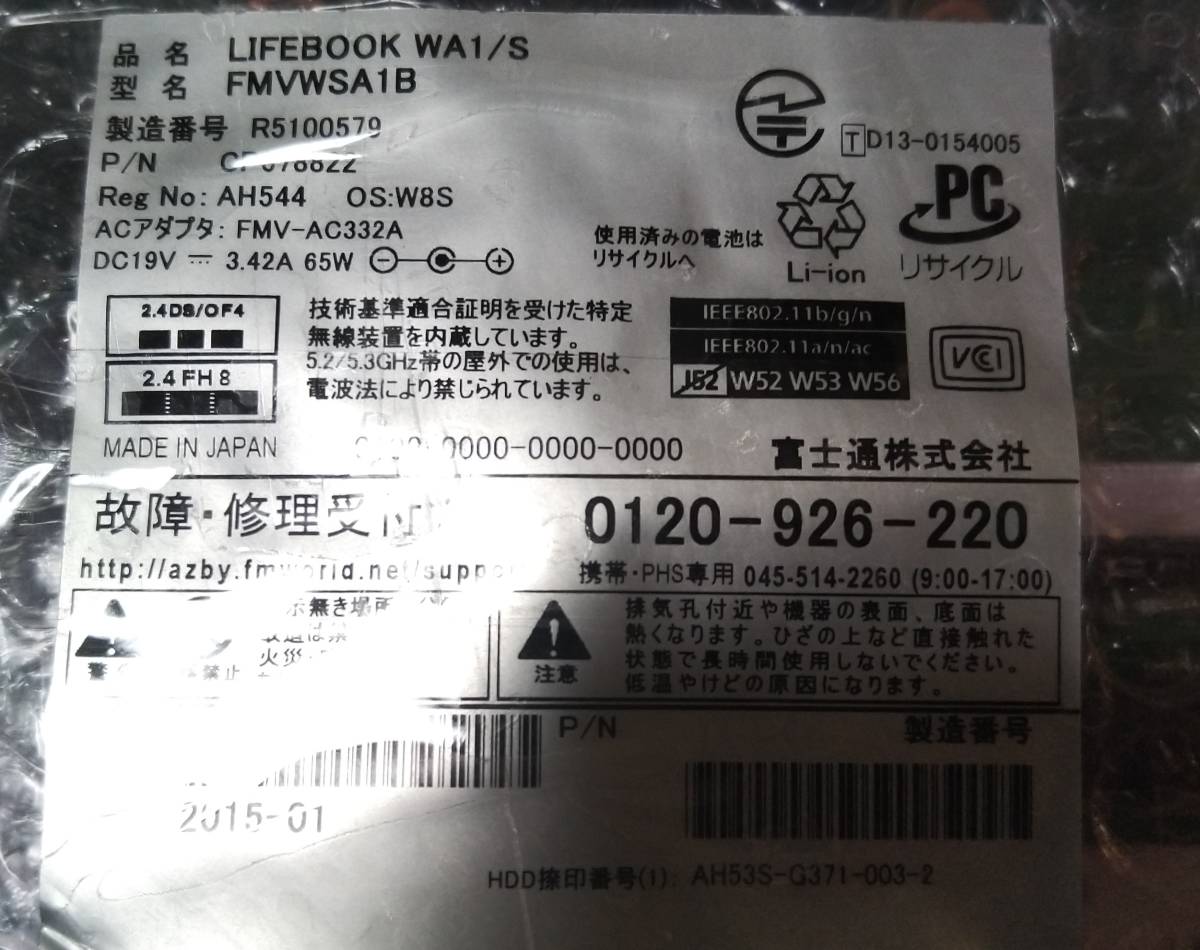 品名 LIFEBOOK WA1/S
型名 FMVWSA1B
製造番号 R5100579
P/N
Reg No: AH544 OS:W8S
ACアダプタ: FMV-AC332A
DC19V ⎓ 3.42A 65W
T D13-0154005
使用済みの電池は
リサイクルへ
Li-ion
PC
リサイクル
2.4DS/OF4
2.4FH8
技術基準適合証明を受けた特定
無線装置を内蔵しています。
5.2/5.3GHz帯の屋外での使用は、
電波法により禁じられています。
IEEE802.11b/g/n
IEEE802.11a/n/ac
J52 W52 W53 W56
VCCI
MADE IN JAPAN
0000-0000-0000
富士通株式会社
故障・修理受付
0120-926-220
http://azby.fmworld.net/suppo
携帯・PHS専用 045-514-2260 (9:00-17:00)
禁止
火災・
注意
排気孔付近や機器の表面、底面は
熱くなります。ひざの上など直接触れた
状態で長時間使用しないでください。
低温やけどの原因になります。
P/N
製造番号
2015-01
HDD捺印番号(1): AH53S-G371-003-2